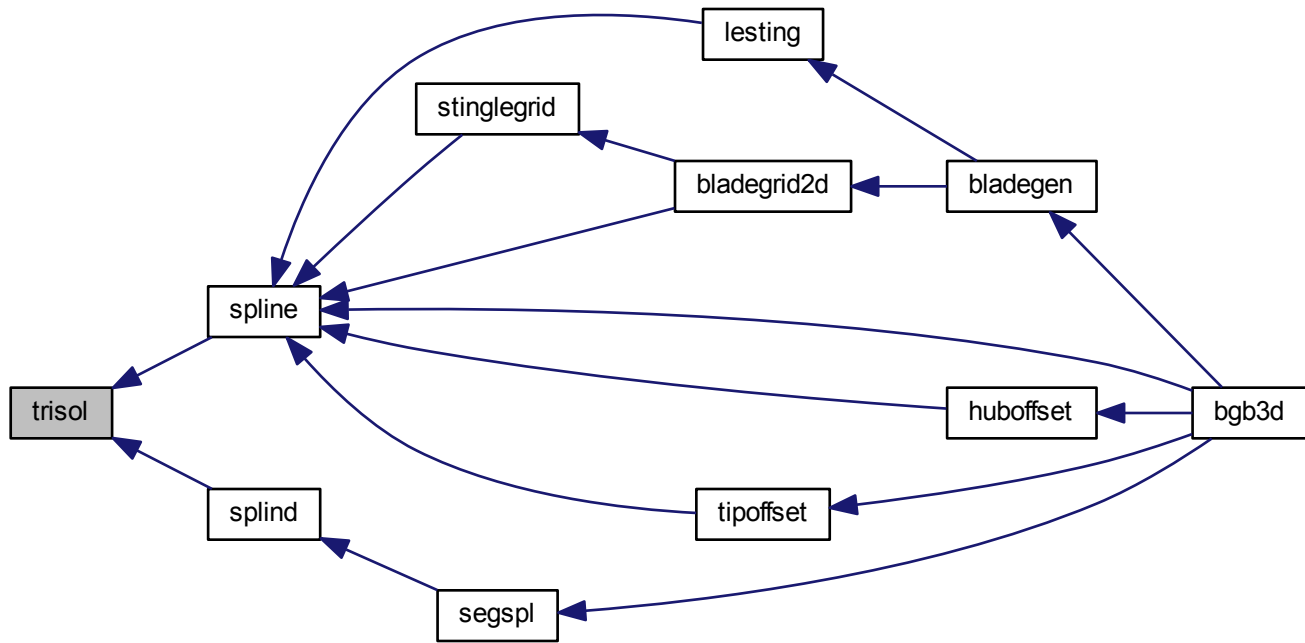 lesting
stinglegrid
bladegrid2d
bladegen
spline
trisol
huboffset
bgb3d
splind
tipoffset
segspl